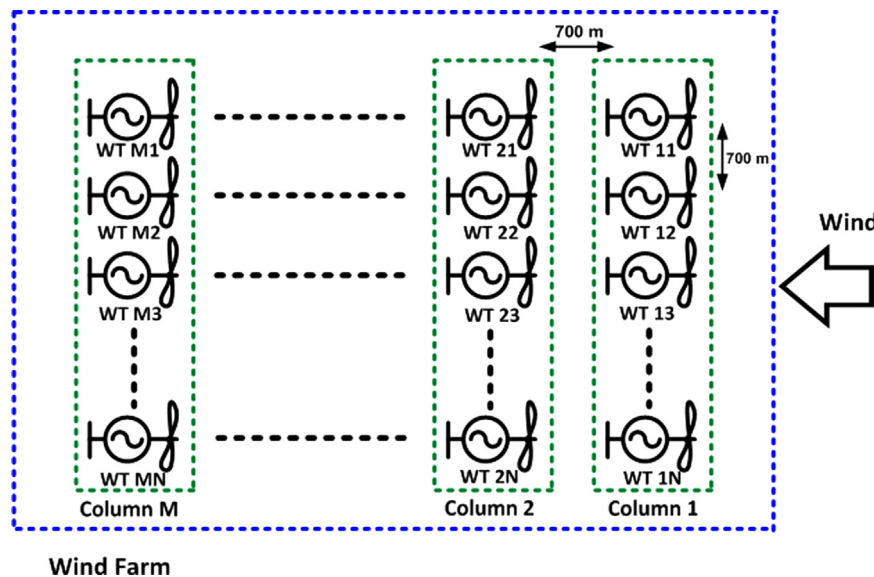 700 m
WT M1
WT 21
WT 11
700 m
WT M2
WT 22
WT 12
Wind
WT M3
WT 23
WT 13
WT MN
WT 2N
WT 1N
Column M
Column 2
Column 1
Wind Farm